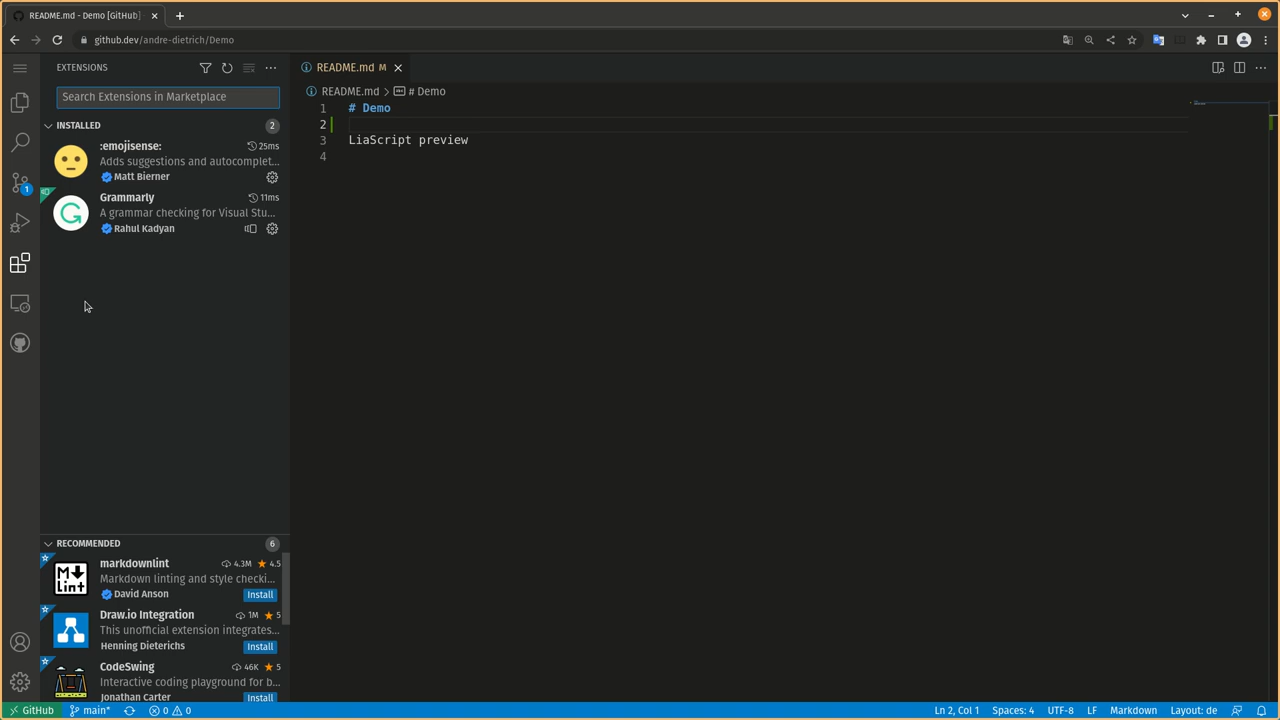 README.md - Demo [GitHub]
github.dev/andre-dietrich/Demo
EXTENSIONS
README.md M
Search Extensions in Marketplace
README.md > # Demo
INSTALLED 2
:emojisense: 25ms
Adds suggestions and autocomplet...
Matt Bierner
Grammarly 11ms
A grammar checking for Visual Stu...
Rahul Kadyan
1 # Demo
2
3 LiaScript preview
4
1
RECOMMENDED 6
markdownlint 4.3M 4.5
Markdown linting and style checki...
David Anson Install
Draw.io Integration 1M 5
This unofficial extension integrates...
Henning Dieterichs Install
CodeSwing 46K 5
Interactive coding playground for b...
Jonathan Carter Install
M lint
GitHub main* 0 0 Ln 2, Col 1 Spaces: 4 UTF-8 LF Markdown Layout: de